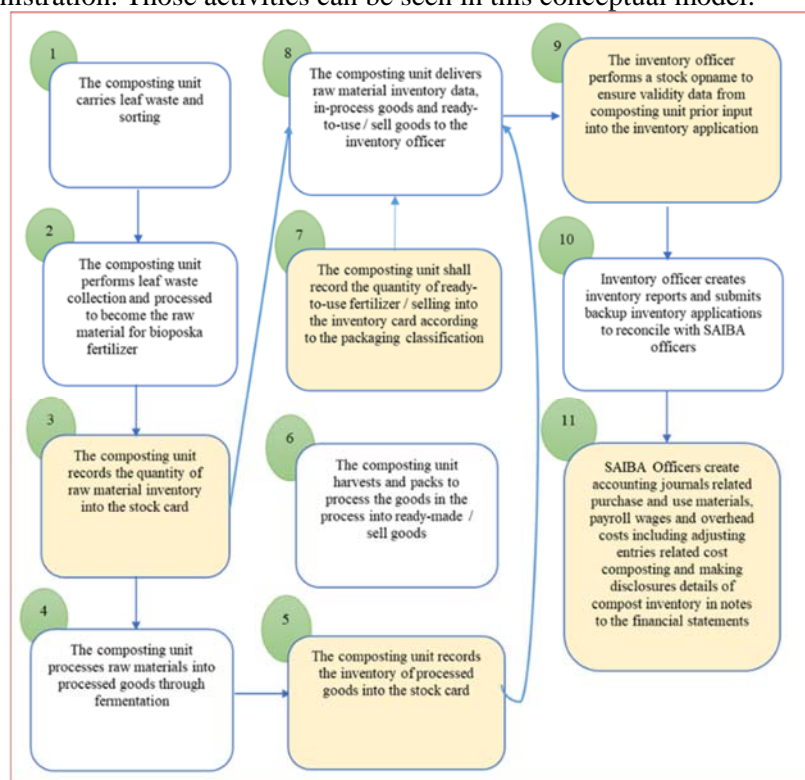 nistration. Those activities can be seen in this conceptual model.
1
The composting unit
carries leaf waste and
sorting
2
The composting unit
performs leaf waste
collection and processed
to become the raw
material for bioposka
fertilizer
3
The composting unit
records the quantity of
raw material inventory
into the stock card
4
The composting unit
processes raw materials into
processed goods through
fermentation
5
The composting unit records
the inventory of processed
goods into the stock card
6
The composting unit
harvests and packs to
process the goods in the
process into ready-made /
sell goods
7
The composting unit shall
record the quantity of ready-
to-use fertilizer / selling into
the inventory card according
to the packaging classification
8
The composting unit delivers
raw material inventory data,
in-process goods and ready-
to-use / sell goods to the
inventory officer
9
The inventory officer
performs a stock opname to
ensure validity data from
composting unit prior input
into the inventory application
10
Inventory officer creates
inventory reports and submits
backup inventory applications
to reconcile with SAIBA
officers
11
SAIBA Officers create
accounting journals related
purchase and use materials,
payroll wages and overhead
costs including adjusting
entries related cost
composting and making
disclosures details of
compost inventory in notes
to the financial statements